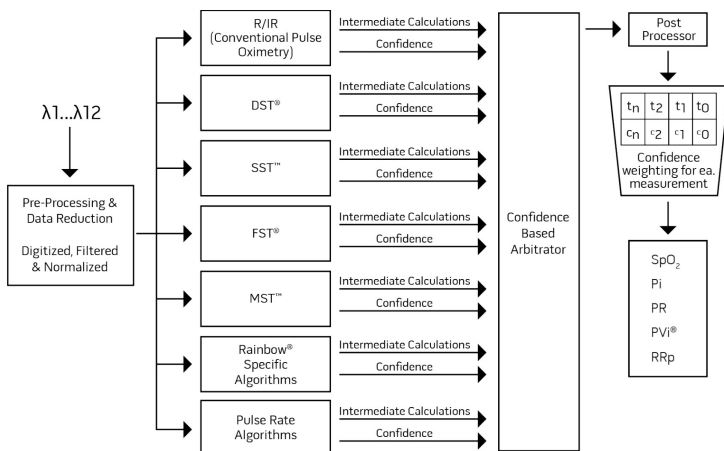 λ1...λ12
Pre-Processing &
Data Reduction
Digitized, Filtered
& Normalized
R/IR
(Conventional Pulse
Oximetry)
Intermediate Calculations
Confidence
DST®
Intermediate Calculations
Confidence
SST™
Intermediate Calculations
Confidence
FST®
Intermediate Calculations
Confidence
MST™
Intermediate Calculations
Confidence
Rainbow®
Specific
Algorithms
Intermediate Calculations
Confidence
Pulse Rate
Algorithms
Intermediate Calculations
Confidence
Confidence
Based
Arbitrator
Post
Processor
tn t2 t1 t0
cn c2 c1 c0
Confidence
weighting for ea.
measurement
SpO₂
Pi
PR
PVi®
RRp